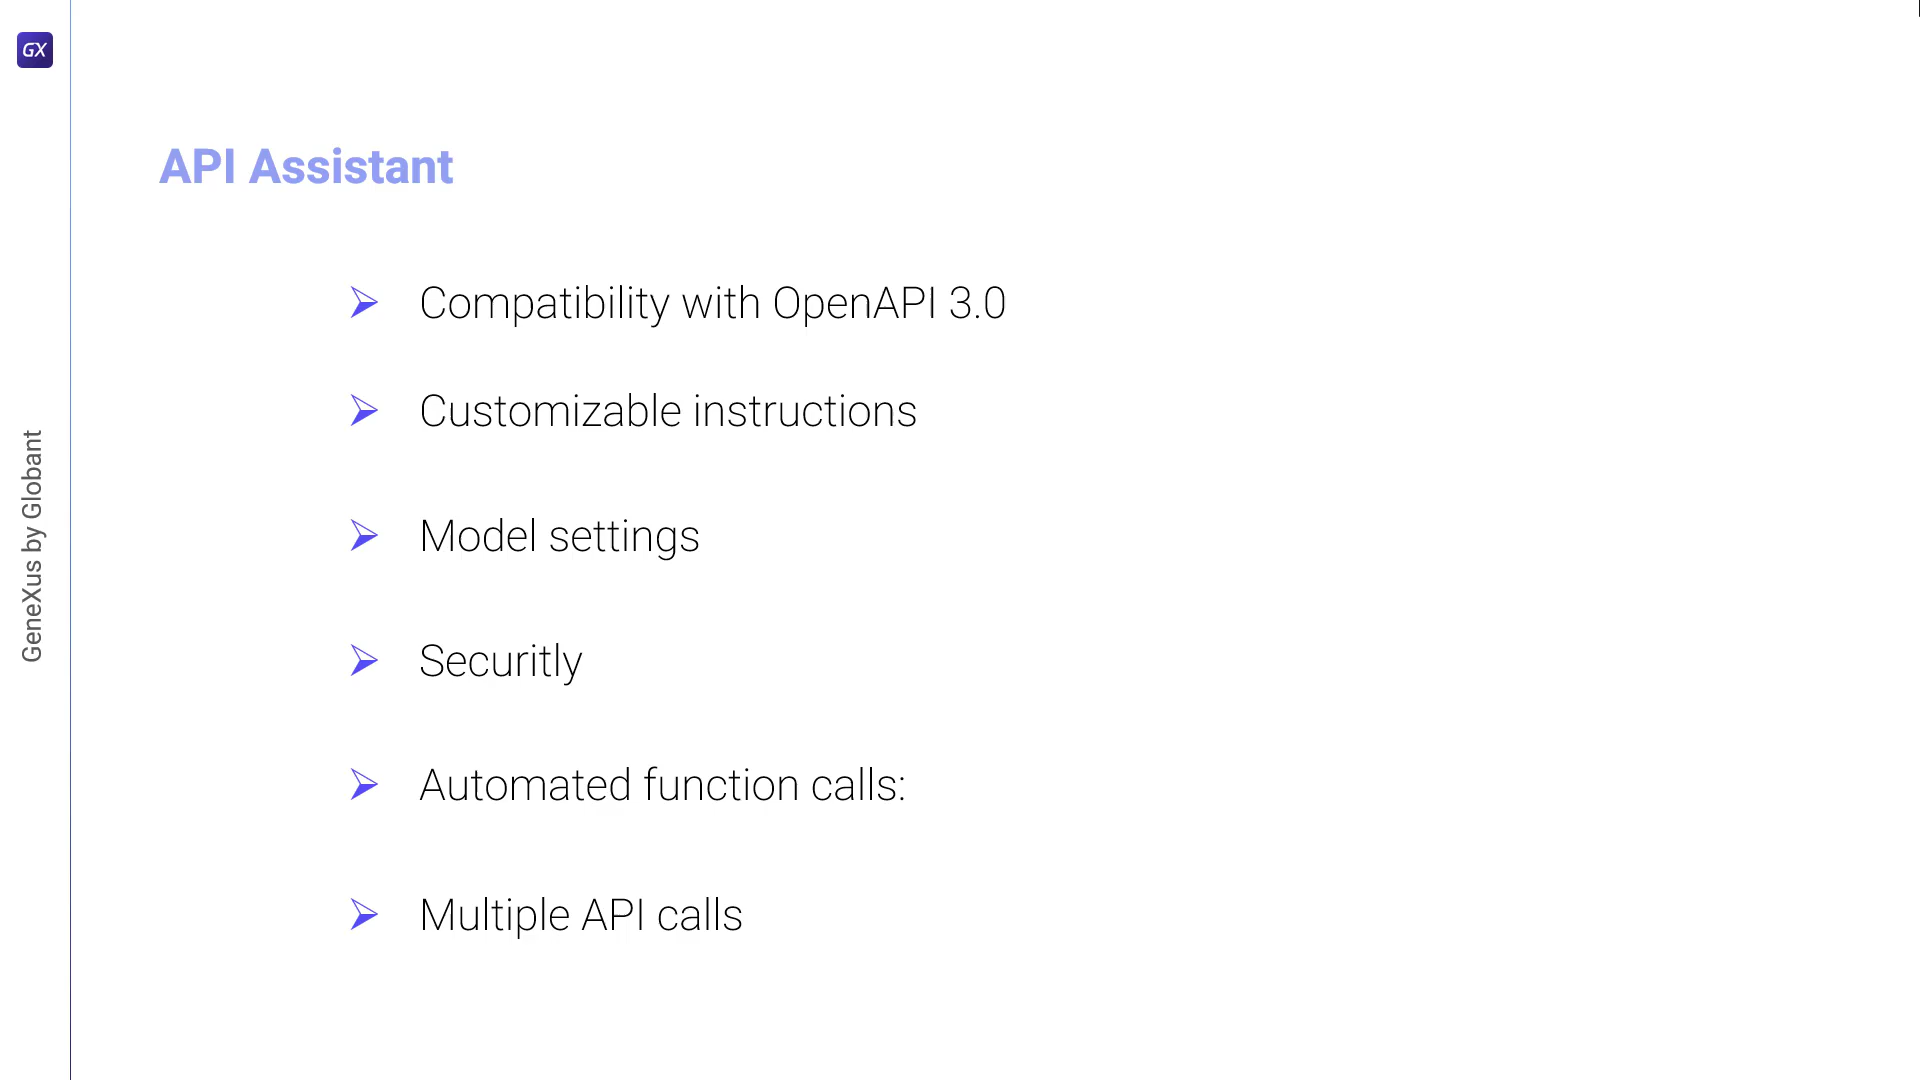 GX
GeneXus by Globant
API Assistant
Compatibility with OpenAPI 3.0
Customizable instructions
Model settings
Securitly
Automated function calls:
Multiple API calls